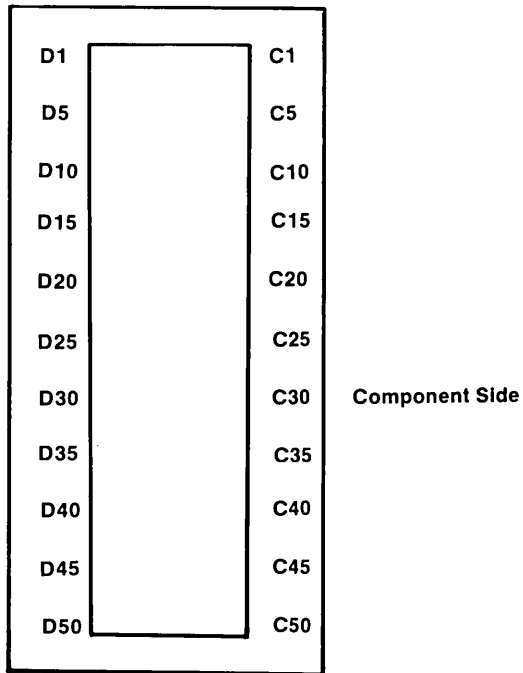 D1 C1
D5 C5
D10 C10
D15 C15
D20 C20
D25 C25
D30 C30 Component Side
D35 C35
D40 C40
D45 C45
D50 C50